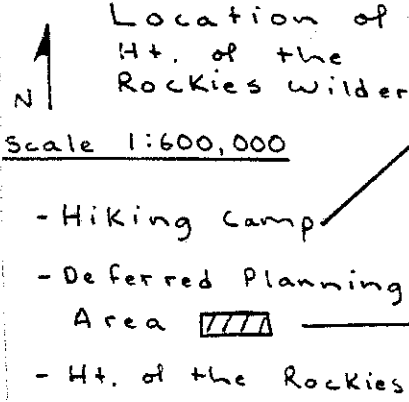 Location of
Ht. of the
Rockies Wilder
N
Scale 1:600,000
- Hiking Camp
- Deferred Planning
Area
- Ht. of the Rockies